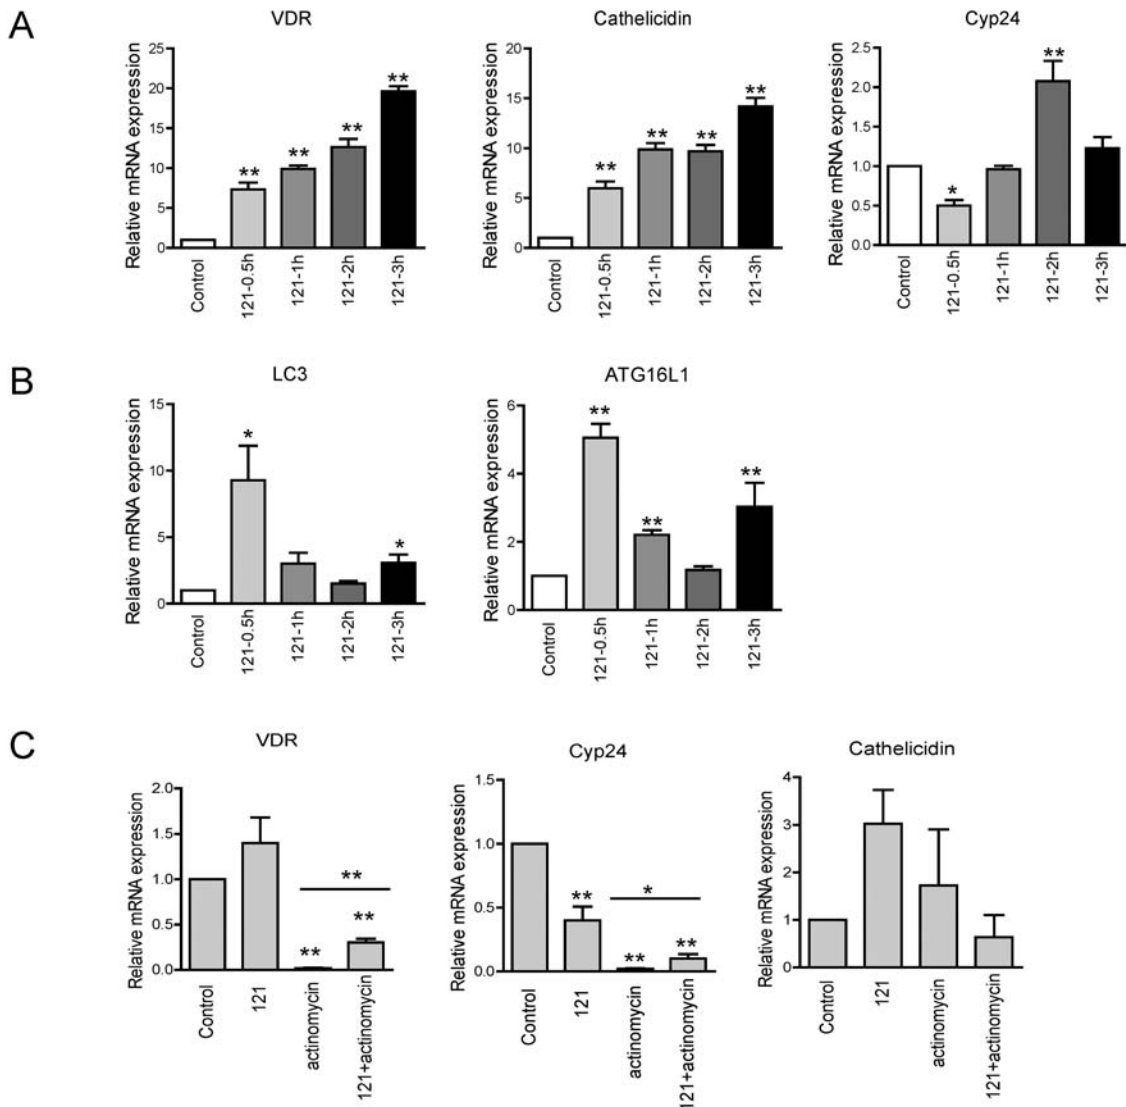 A
VDR
Relative mRNA expression
25
20
15
10
5
0
**
**
**
**
Control
121-0.5h
121-1h
121-2h
121-3h
Cathelicidin
Relative mRNA expression
20
15
10
5
0
**
**
**
**
Control
121-0.5h
121-1h
121-2h
121-3h
Cyp24
Relative mRNA expression
2.5
2.0
1.5
1.0
0.5
0.0
*
**
Control
121-0.5h
121-1h
121-2h
121-3h
B
LC3
Relative mRNA expression
15
10
5
0
*
*
Control
121-0.5h
121-1h
121-2h
121-3h
ATG16L1
Relative mRNA expression
6
4
2
0
**
**
**
Control
121-0.5h
121-1h
121-2h
121-3h
C
VDR
Relative mRNA expression
2.0
1.5
1.0
0.5
0.0
**
**
**
Control
121
actinomycin
121+actinomycin
Cyp24
Relative mRNA expression
1.5
1.0
0.5
0.0
**
*
**
**
Control
121
actinomycin
121+actinomycin
Cathelicidin
Relative mRNA expression
4
3
2
1
0
Control
121
actinomycin
121+actinomycin